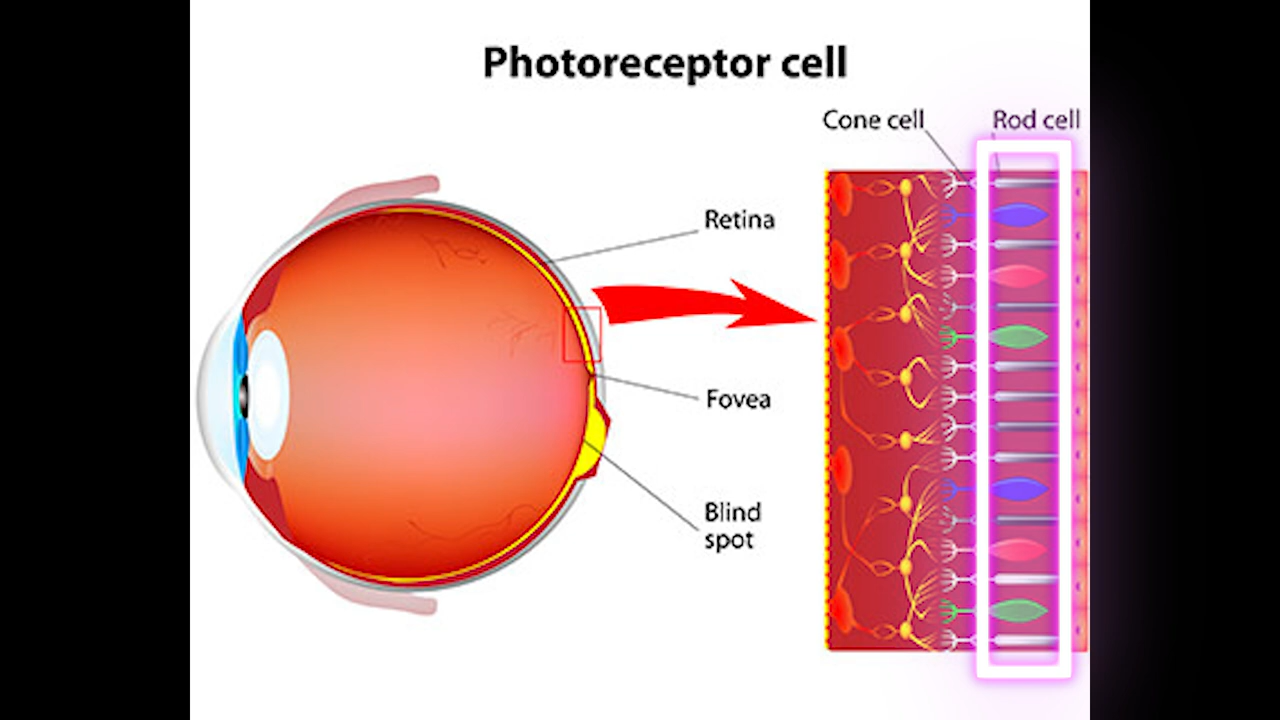 Photoreceptor cell
Cone cell
Rod cell
Retina
Fovea
Blind
spot